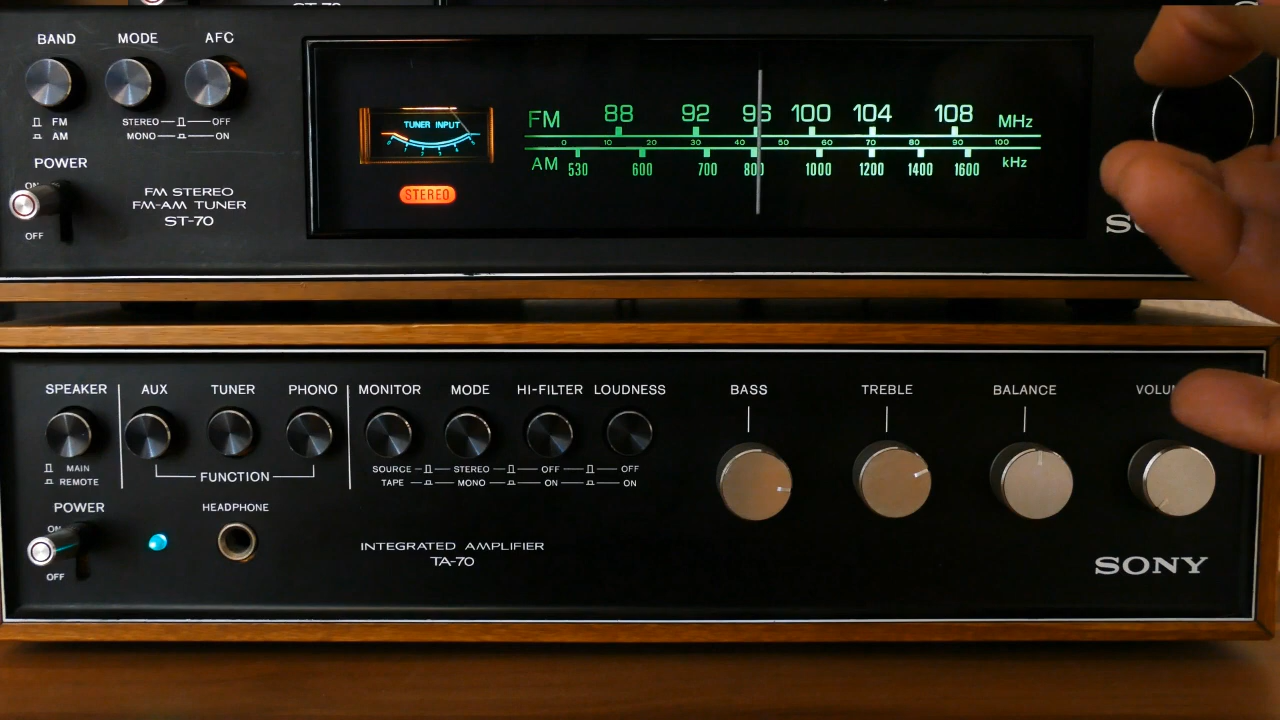 ST-70
BAND MODE AFC
FM STEREO OFF
AM MONO ON
POWER
ON
OFF
FM STEREO
FM-AM TUNER
ST-70
TUNER INPUT
STEREO
FM 88 92 96 100 104 108 MHz
0 10 20 30 40 50 60 70 80 90 100
AM 530 600 700 800 1000 1200 1400 1600 kHz
SPEAKER AUX TUNER PHONO MONITOR MODE HI-FILTER LOUDNESS BASS TREBLE BALANCE
MAIN
REMOTE
FUNCTION
SOURCE STEREO OFF OFF
TAPE MONO ON ON
POWER
ON
OFF
HEADPHONE
INTEGRATED AMPLIFIER
TA-70
SONY